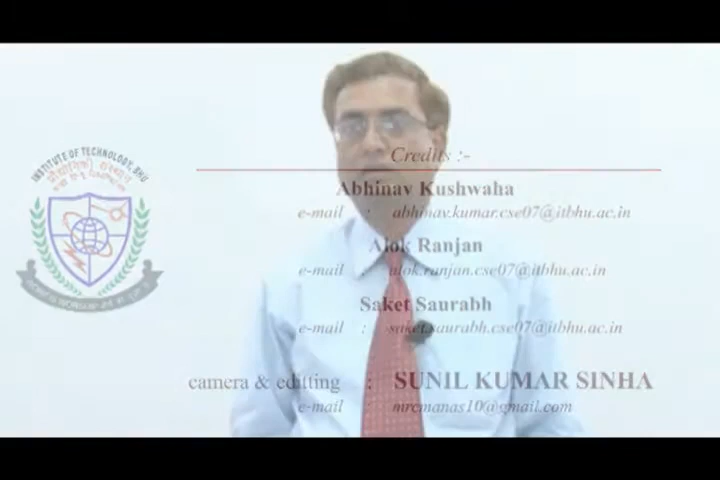 INSTITUTE OF TECHNOLOGY, BHU
Credits :-
Abhinav Kushwaha
e-mail : abhinav.kumar.cse07@itbhu.ac.in
Alok Ranjan
e-mail : alok.ranjan.cse07@itbhu.ac.in
Saket Saurabh
e-mail : saket.saurabh.cse07@itbhu.ac.in
camera & editting : SUNIL KUMAR SINHA
e-mail : mrcmanas10@gmail.com